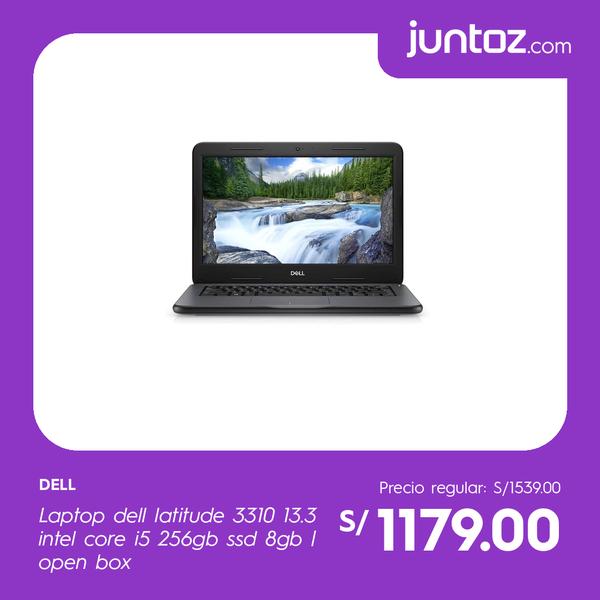 juntoz.com
DELL
DELL
Laptop dell latitude 3310 13.3
intel core i5 256gb ssd 8gb |
open box
Precio regular: S/1539.00
S/1179.00